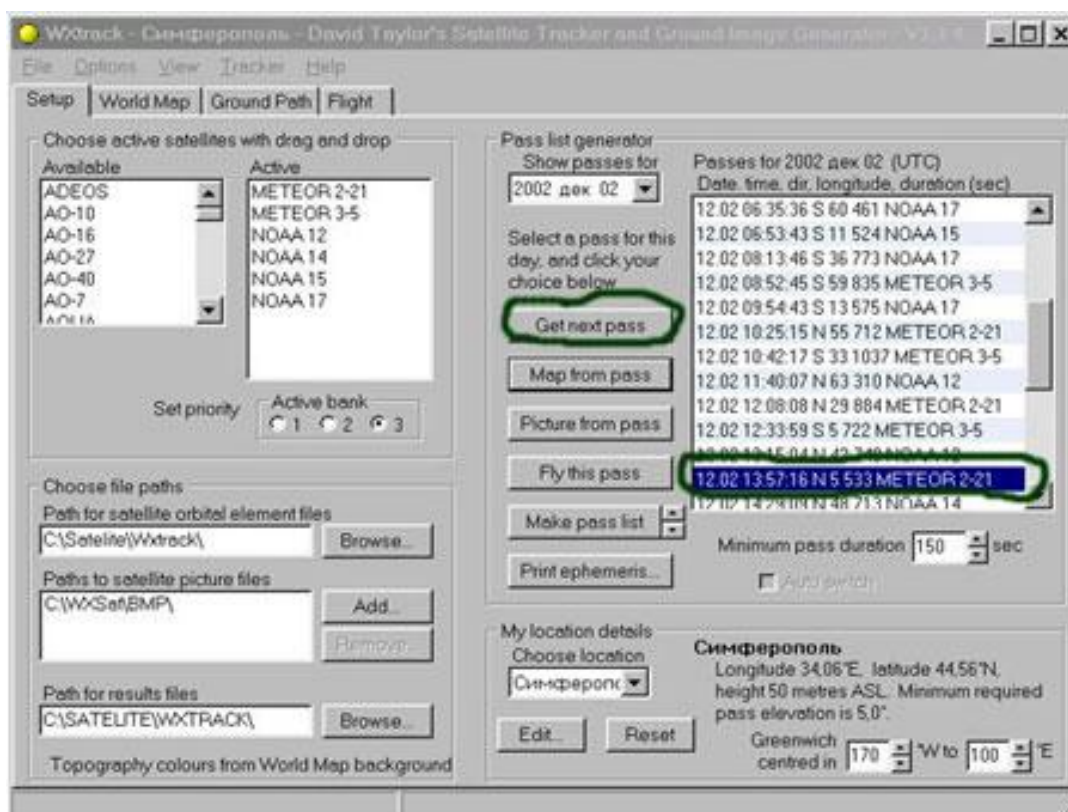 WXtrack - Симферополь - David Taylor's Satellite Tracker and Ground Image Generator -
File Options View Tracker Help
Setup World Map Ground Path Flight
Choose active satellites with drag and drop
Available Active
ADEOS
AO-10
AO-16
AO-27
AO-40
AO-7
METEOR 2-21
METEOR 3-5
NOAA 12
NOAA 14
NOAA 15
NOAA 17
Set priority
Active bank
1 2 3
Choose file paths
Path for satellite orbital element files
C:\Satelite\Wxtrack\ Browse...
Paths to satellite picture files
C:\WXSat\BMP\ Add...
Remove...
Path for results files
C:\SATELITE\WXTRACK\ Browse...
Topography colours from World Map background
Pass list generator
Show passes for
2002 дек 02
Select a pass for this
day, and click your
choice below
Get next pass
Map from pass
Picture from pass
Fly this pass
Make pass list
Print ephemeris...
Passes for 2002 дек 02 (UTC)
Date, time, dir, longitude, duration (sec)
12.02 06:35:36 S 60 461 NOAA 17
12.02 06:53:43 S 11 524 NOAA 15
12.02 08:13:46 S 36 773 NOAA 17
12.02 08:52:45 S 59 835 METEOR 3-5
12.02 09:54:43 S 13 575 NOAA 17
12.02 10:25:15 N 55 712 METEOR 2-21
12.02 10:42:17 S 33 1037 METEOR 3-5
12.02 11:40:07 N 63 310 NOAA 12
12.02 12:08:08 N 29 884 METEOR 2-21
12.02 12:33:59 S 5 722 METEOR 3-5
12.02 13:57:16 N 5 533 METEOR 2-21
12.02 14:29:09 N 48 713 NOAA 14
Minimum pass duration 150 sec
Auto switch
My location details
Choose location
Симферопс
Edit... Reset
Симферополь
Longitude 34,06°E, latitude 44,56°N,
height 50 metres ASL. Minimum required
pass elevation is 5,0°.
Greenwich
centred in 170 °W to 100 °E